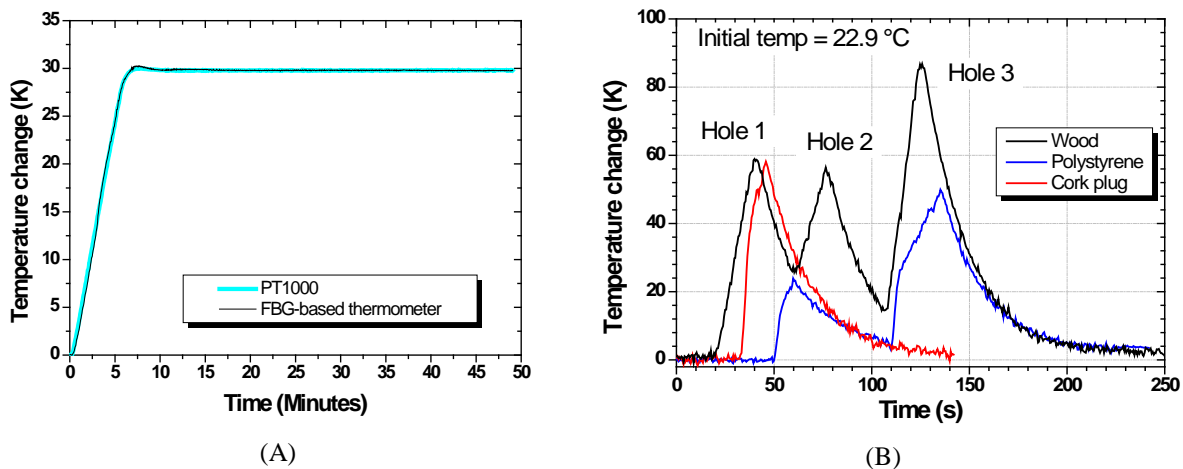 35
30
25
20
15
10
5
0
Temperature change (K)
0 5 10 15 20 25 30 35 40 45 50
Time (Minutes)
PT1000
FBG-based thermometer
(A)
100
80
60
40
20
0
Temperature change (K)
Initial temp = 22.9 °C
Hole 1
Hole 2
Hole 3
Wood
Polystyrene
Cork plug
0 50 100 150 200 250
Time (s)
(B)